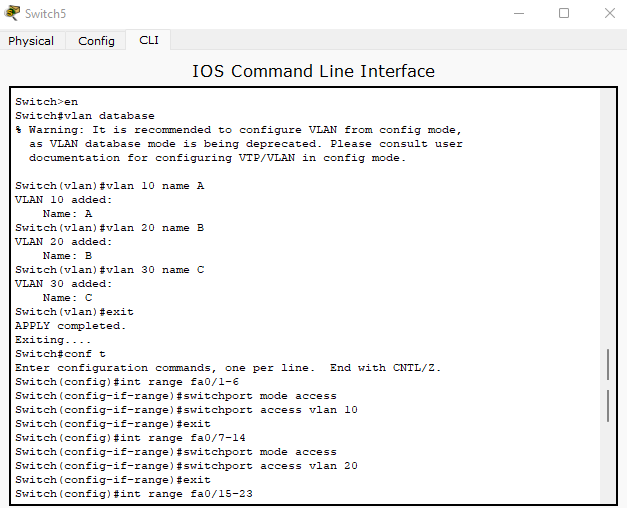 Switch5
Physical Config CLI
IOS Command Line Interface
Switch>en
Switch#vlan database
% Warning: It is recommended to configure VLAN from config mode,
  as VLAN database mode is being deprecated. Please consult user
  documentation for configuring VTP/VLAN in config mode.

Switch(vlan)#vlan 10 name A
VLAN 10 added:
    Name: A
Switch(vlan)#vlan 20 name B
VLAN 20 added:
    Name: B
Switch(vlan)#vlan 30 name C
VLAN 30 added:
    Name: C
Switch(vlan)#exit
APPLY completed.
Exiting....
Switch#conf t
Enter configuration commands, one per line.  End with CNTL/Z.
Switch(config)#int range fa0/1-6
Switch(config-if-range)#switchport mode access
Switch(config-if-range)#switchport access vlan 10
Switch(config-if-range)#exit
Switch(config)#int range fa0/7-14
Switch(config-if-range)#switchport mode access
Switch(config-if-range)#switchport access vlan 20
Switch(config-if-range)#exit
Switch(config)#int range fa0/15-23